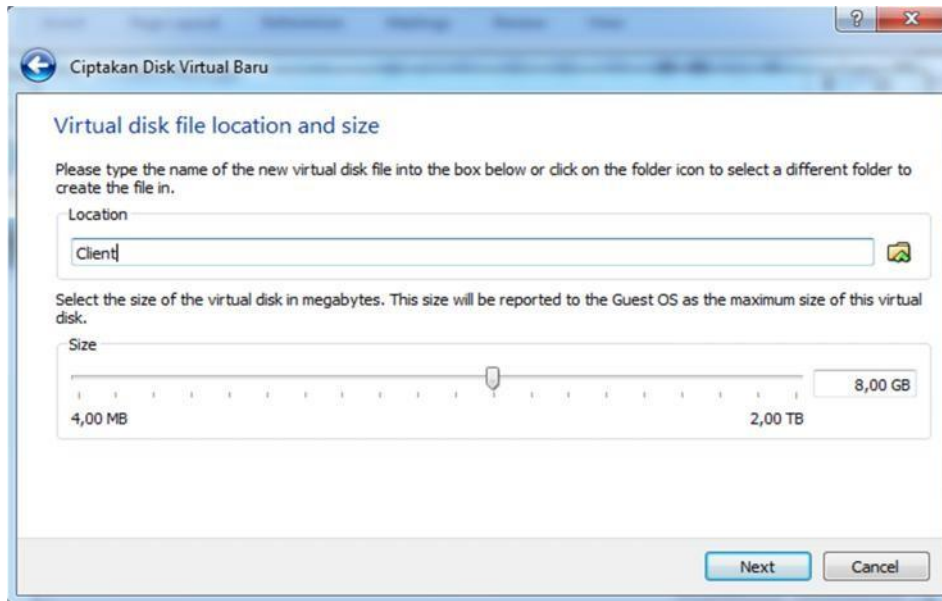 Ciptakan Disk Virtual Baru
Virtual disk file location and size
Please type the name of the new virtual disk file into the box below or click on the folder icon to select a different folder to
create the file in.
Location
Client
Select the size of the virtual disk in megabytes. This size will be reported to the Guest OS as the maximum size of this virtual
disk.
Size
8,00 GB
4,00 MB 2,00 TB
Next Cancel